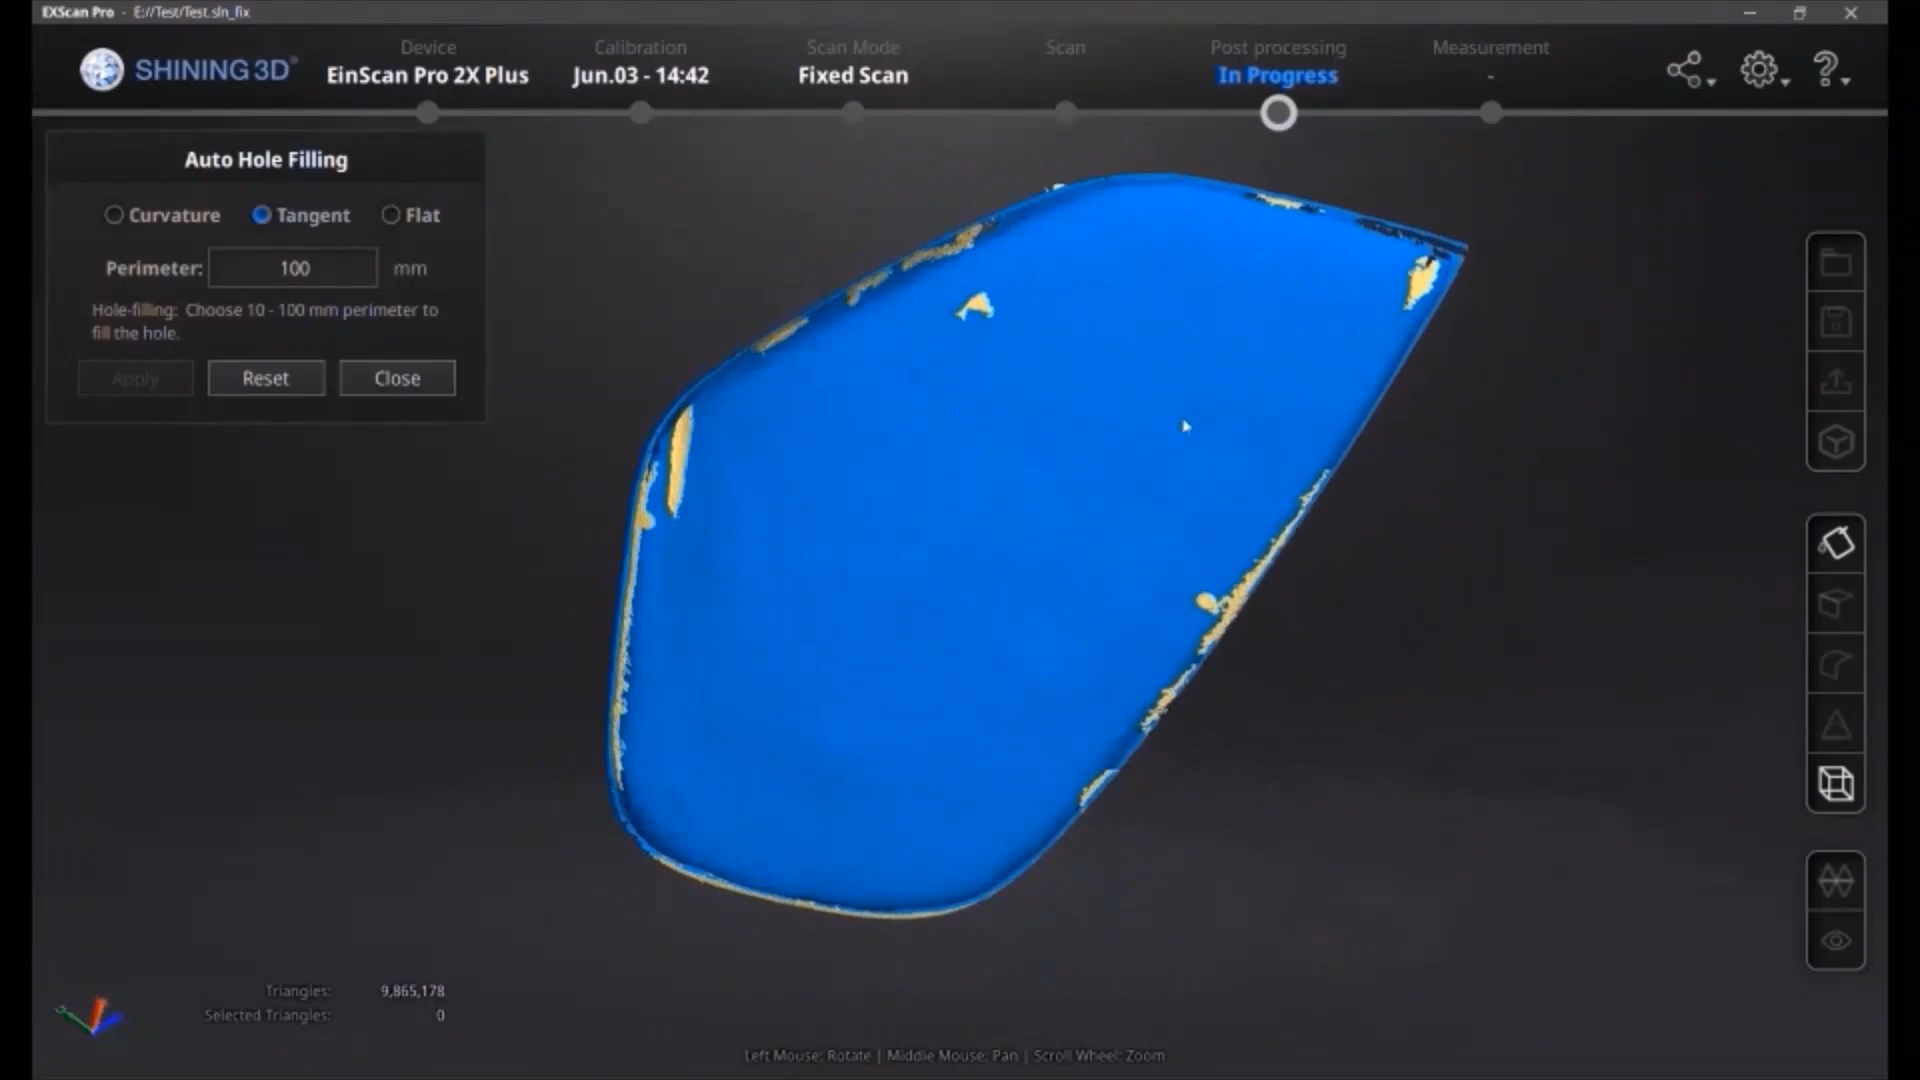 EXScan Pro - E://Test/Test.sln_fix
SHINING 3D®
Device
EinScan Pro 2X Plus
Calibration
Jun.03 - 14:42
Scan Mode
Fixed Scan
Scan
Post processing
In Progress
Measurement
-
Auto Hole Filling
Curvature
Tangent
Flat
Perimeter: 100 mm
Hole-filling: Choose 10 - 100 mm perimeter to
fill the hole.
Apply
Reset
Close
Triangles: 9,865,178
Selected Triangles: 0
Left Mouse: Rotate | Middle Mouse: Pan | Scroll Wheel: Zoom